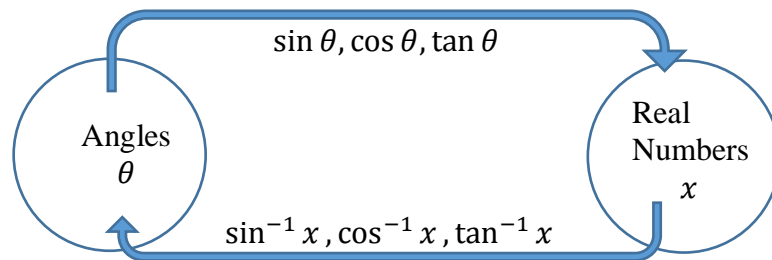 sin θ, cos θ, tan θ
Angles
θ
Real
Numbers
x
sin⁻¹ x , cos⁻¹ x , tan⁻¹ x